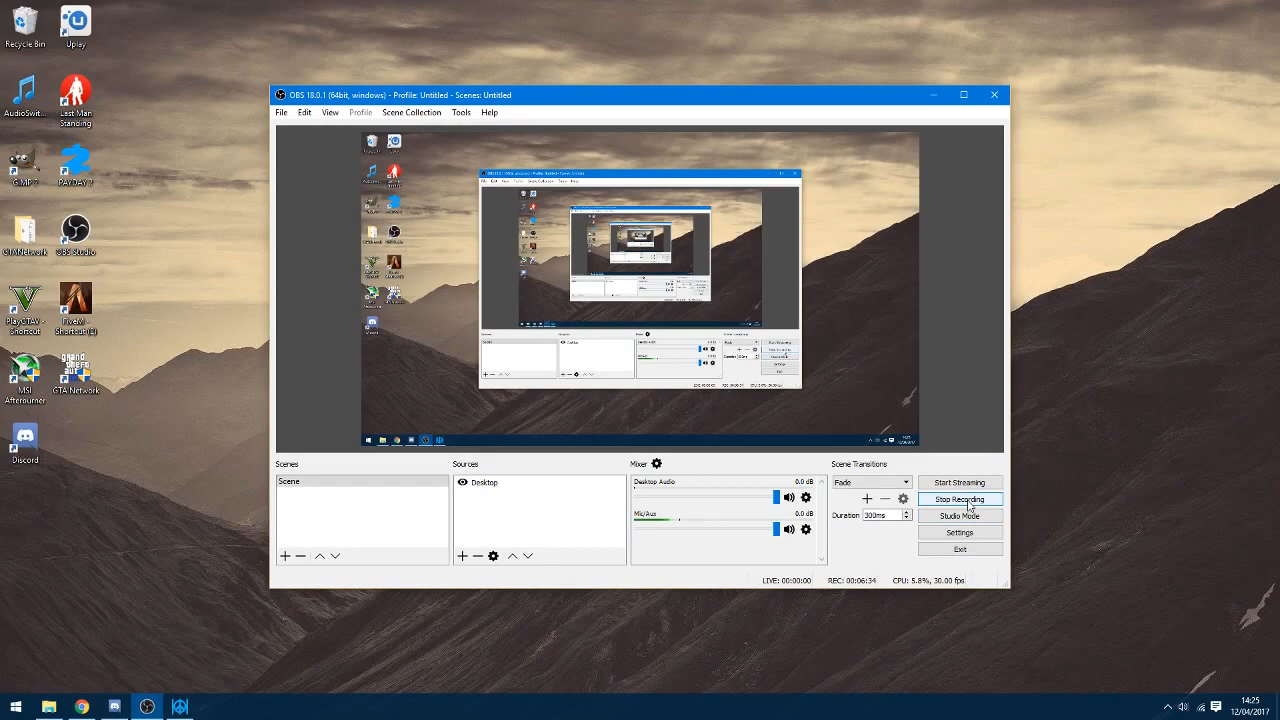 Recycle Bin
Uplay
AudioSwit...
Last Man
Standing
GIMP 2
PAYDAY 2
GTMNetwork
OBS Studio
PlayGTAV -
Shortcut
FiveM -
Shortcut (2)
MSI
Afterburner
GTA Network
Discord
OBS 18.0.1 (64bit, windows) - Profile: Untitled - Scenes: Untitled
File
Edit
View
Profile
Scene Collection
Tools
Help
Scenes
Sources
Mixer
Scene Transitions
Scene
Desktop
Desktop Audio
0.0 dB
Mic/Aux
0.0 dB
Fade
Duration
300ms
Start Streaming
Stop Recording
Studio Mode
Settings
Exit
LIVE: 00:00:00
REC: 00:06:34
CPU: 5.8%, 30.00 fps
14:25
12/04/2017